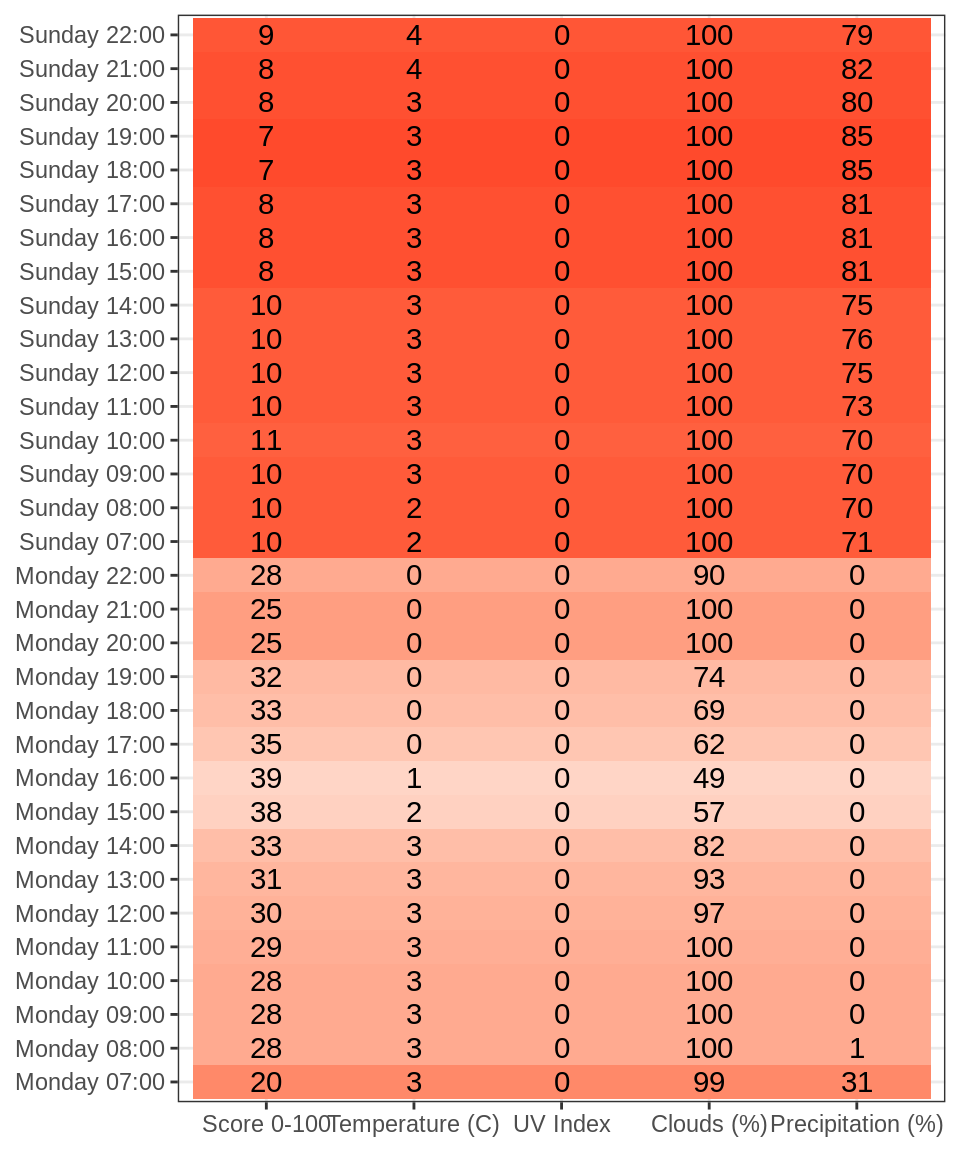 Sunday 22:00 9 4 0 100 79
Sunday 21:00 8 4 0 100 82
Sunday 20:00 8 3 0 100 80
Sunday 19:00 7 3 0 100 85
Sunday 18:00 7 3 0 100 85
Sunday 17:00 8 3 0 100 81
Sunday 16:00 8 3 0 100 81
Sunday 15:00 8 3 0 100 81
Sunday 14:00 10 3 0 100 75
Sunday 13:00 10 3 0 100 76
Sunday 12:00 10 3 0 100 75
Sunday 11:00 10 3 0 100 73
Sunday 10:00 11 3 0 100 70
Sunday 09:00 10 3 0 100 70
Sunday 08:00 10 2 0 100 70
Sunday 07:00 10 2 0 100 71
Monday 22:00 28 0 0 90 0
Monday 21:00 25 0 0 100 0
Monday 20:00 25 0 0 100 0
Monday 19:00 32 0 0 74 0
Monday 18:00 33 0 0 69 0
Monday 17:00 35 0 0 62 0
Monday 16:00 39 1 0 49 0
Monday 15:00 38 2 0 57 0
Monday 14:00 33 3 0 82 0
Monday 13:00 31 3 0 93 0
Monday 12:00 30 3 0 97 0
Monday 11:00 29 3 0 100 0
Monday 10:00 28 3 0 100 0
Monday 09:00 28 3 0 100 0
Monday 08:00 28 3 0 100 1
Monday 07:00 20 3 0 99 31
Score 0-100 Temperature (C) UV Index Clouds (%) Precipitation (%)